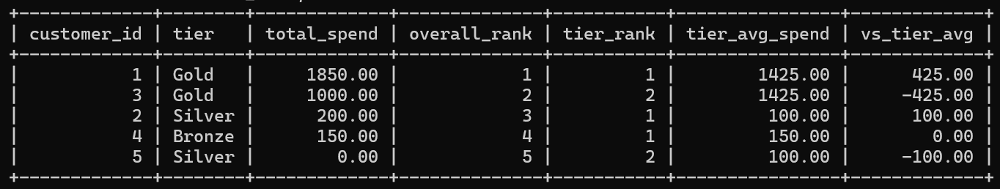 +-------------+--------+-------------+--------------+-----------+----------------+-------------+
| customer_id | tier   | total_spend | overall_rank | tier_rank | tier_avg_spend | vs_tier_avg |
+-------------+--------+-------------+--------------+-----------+----------------+-------------+
|           1 | Gold   |     1850.00 |            1 |         1 |        1425.00 |      425.00 |
|           3 | Gold   |     1000.00 |            2 |         2 |        1425.00 |     -425.00 |
|           2 | Silver |      200.00 |            3 |         1 |         100.00 |      100.00 |
|           4 | Bronze |      150.00 |            4 |         1 |         150.00 |        0.00 |
|           5 | Silver |        0.00 |            5 |         2 |         100.00 |     -100.00 |
+-------------+--------+-------------+--------------+-----------+----------------+-------------+